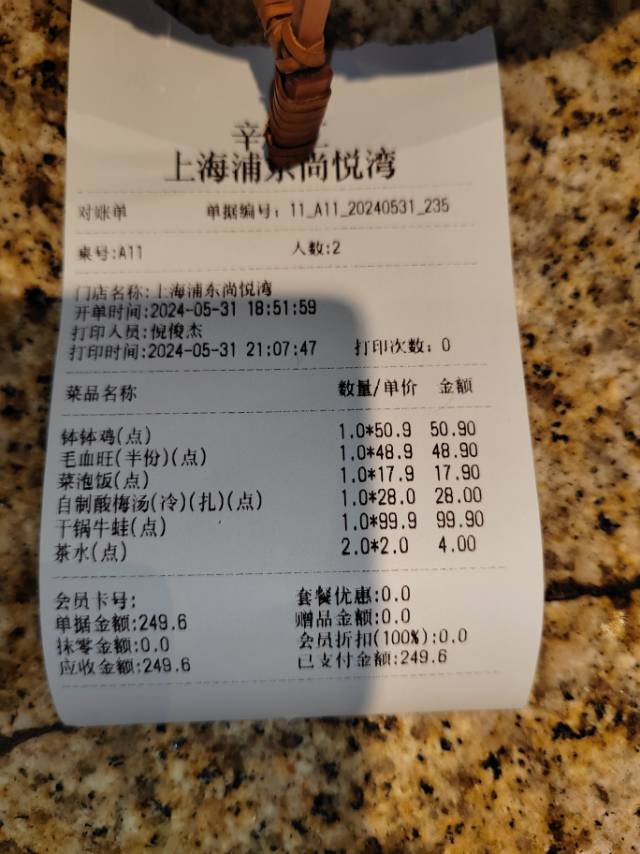 辛
上海浦东尚悦湾
对账单 单据编号: 11_A11_20240531_235
桌号:A11 人数:2
门店名称:上海浦东尚悦湾
开单时间:2024-05-31 18:51:59
打印人员:倪俊杰
打印时间:2024-05-31 21:07:47 打印次数: 0
菜品名称 数量/单价 金额
钵钵鸡(点) 1.0*50.9 50.90
毛血旺(半份)(点) 1.0*48.9 48.90
菜泡饭(点) 1.0*17.9 17.90
自制酸梅汤(冷)(扎)(点) 1.0*28.0 28.00
干锅牛蛙(点) 1.0*99.9 99.90
茶水(点) 2.0*2.0 4.00
会员卡号: 套餐优惠:0.0
单据金额:249.6 赠品金额:0.0
抹零金额:0.0 会员折扣(100%):0.0
应收金额:249.6 已支付金额:249.6